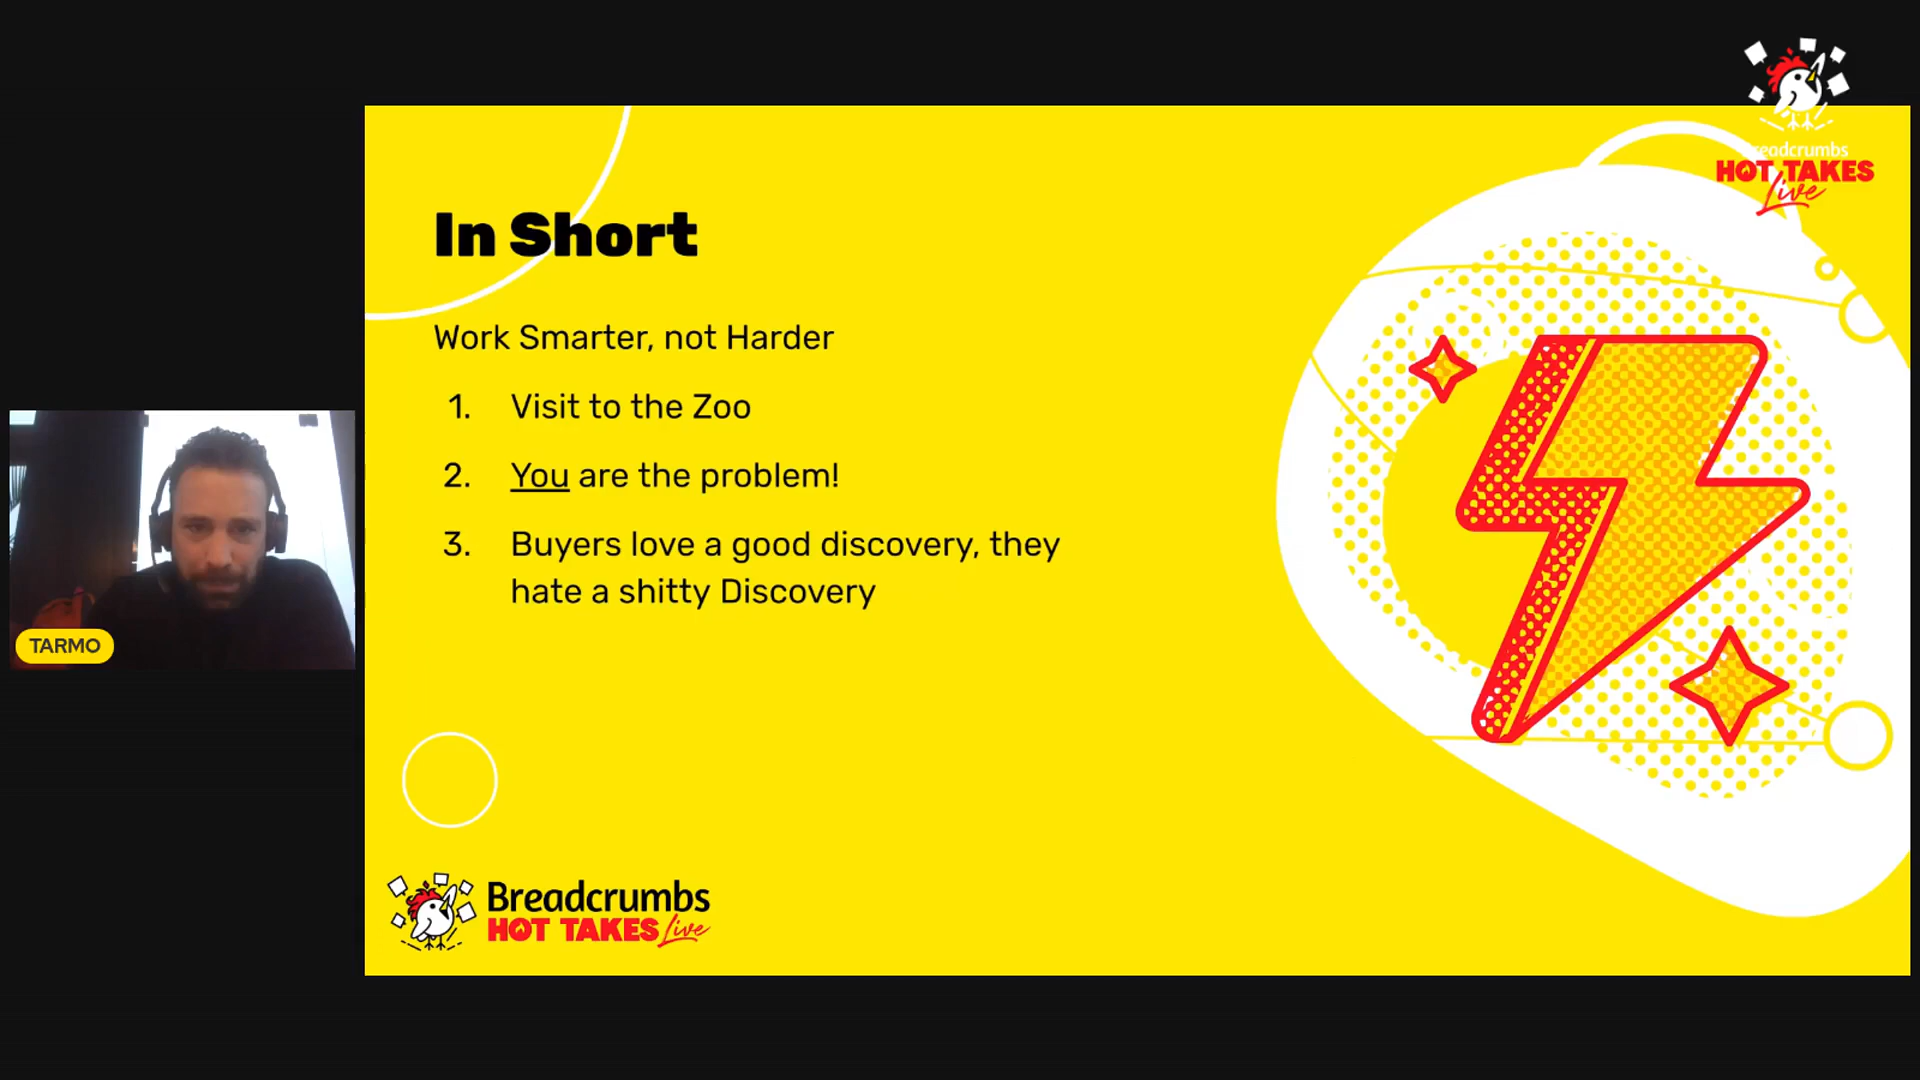 readcrumbs
HOT TAKES
Live
In Short
Work Smarter, not Harder
1. Visit to the Zoo
2. You are the problem!
3. Buyers love a good discovery, they
hate a shitty Discovery
TARMO
Breadcrumbs
HOT TAKES Live